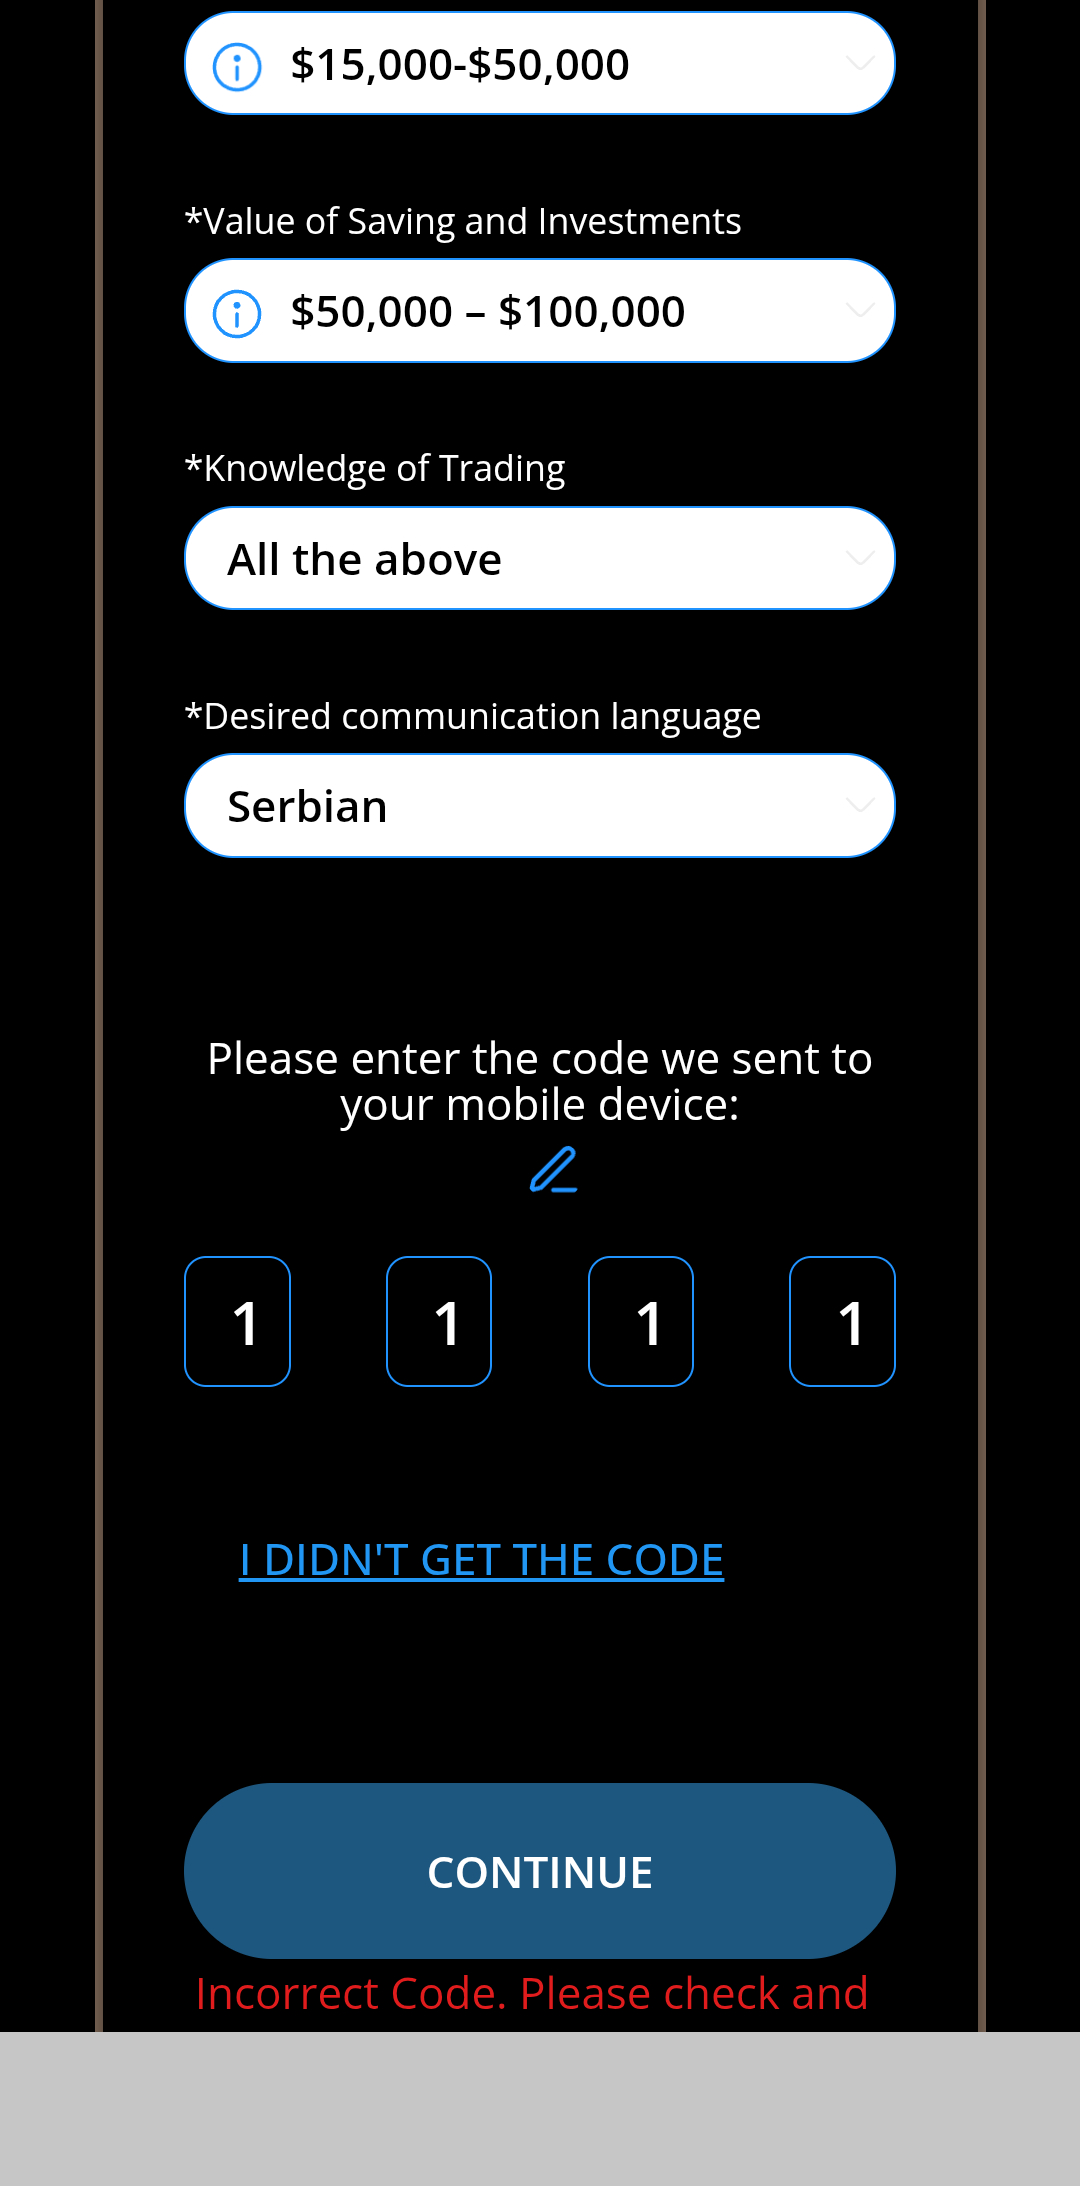 $15,000-$50,000
*Value of Saving and Investments
$50,000 – $100,000
*Knowledge of Trading
All the above
*Desired communication language
Serbian
Please enter the code we sent to
your mobile device:
1 1 1 1
I DIDN'T GET THE CODE
CONTINUE
Incorrect Code. Please check and